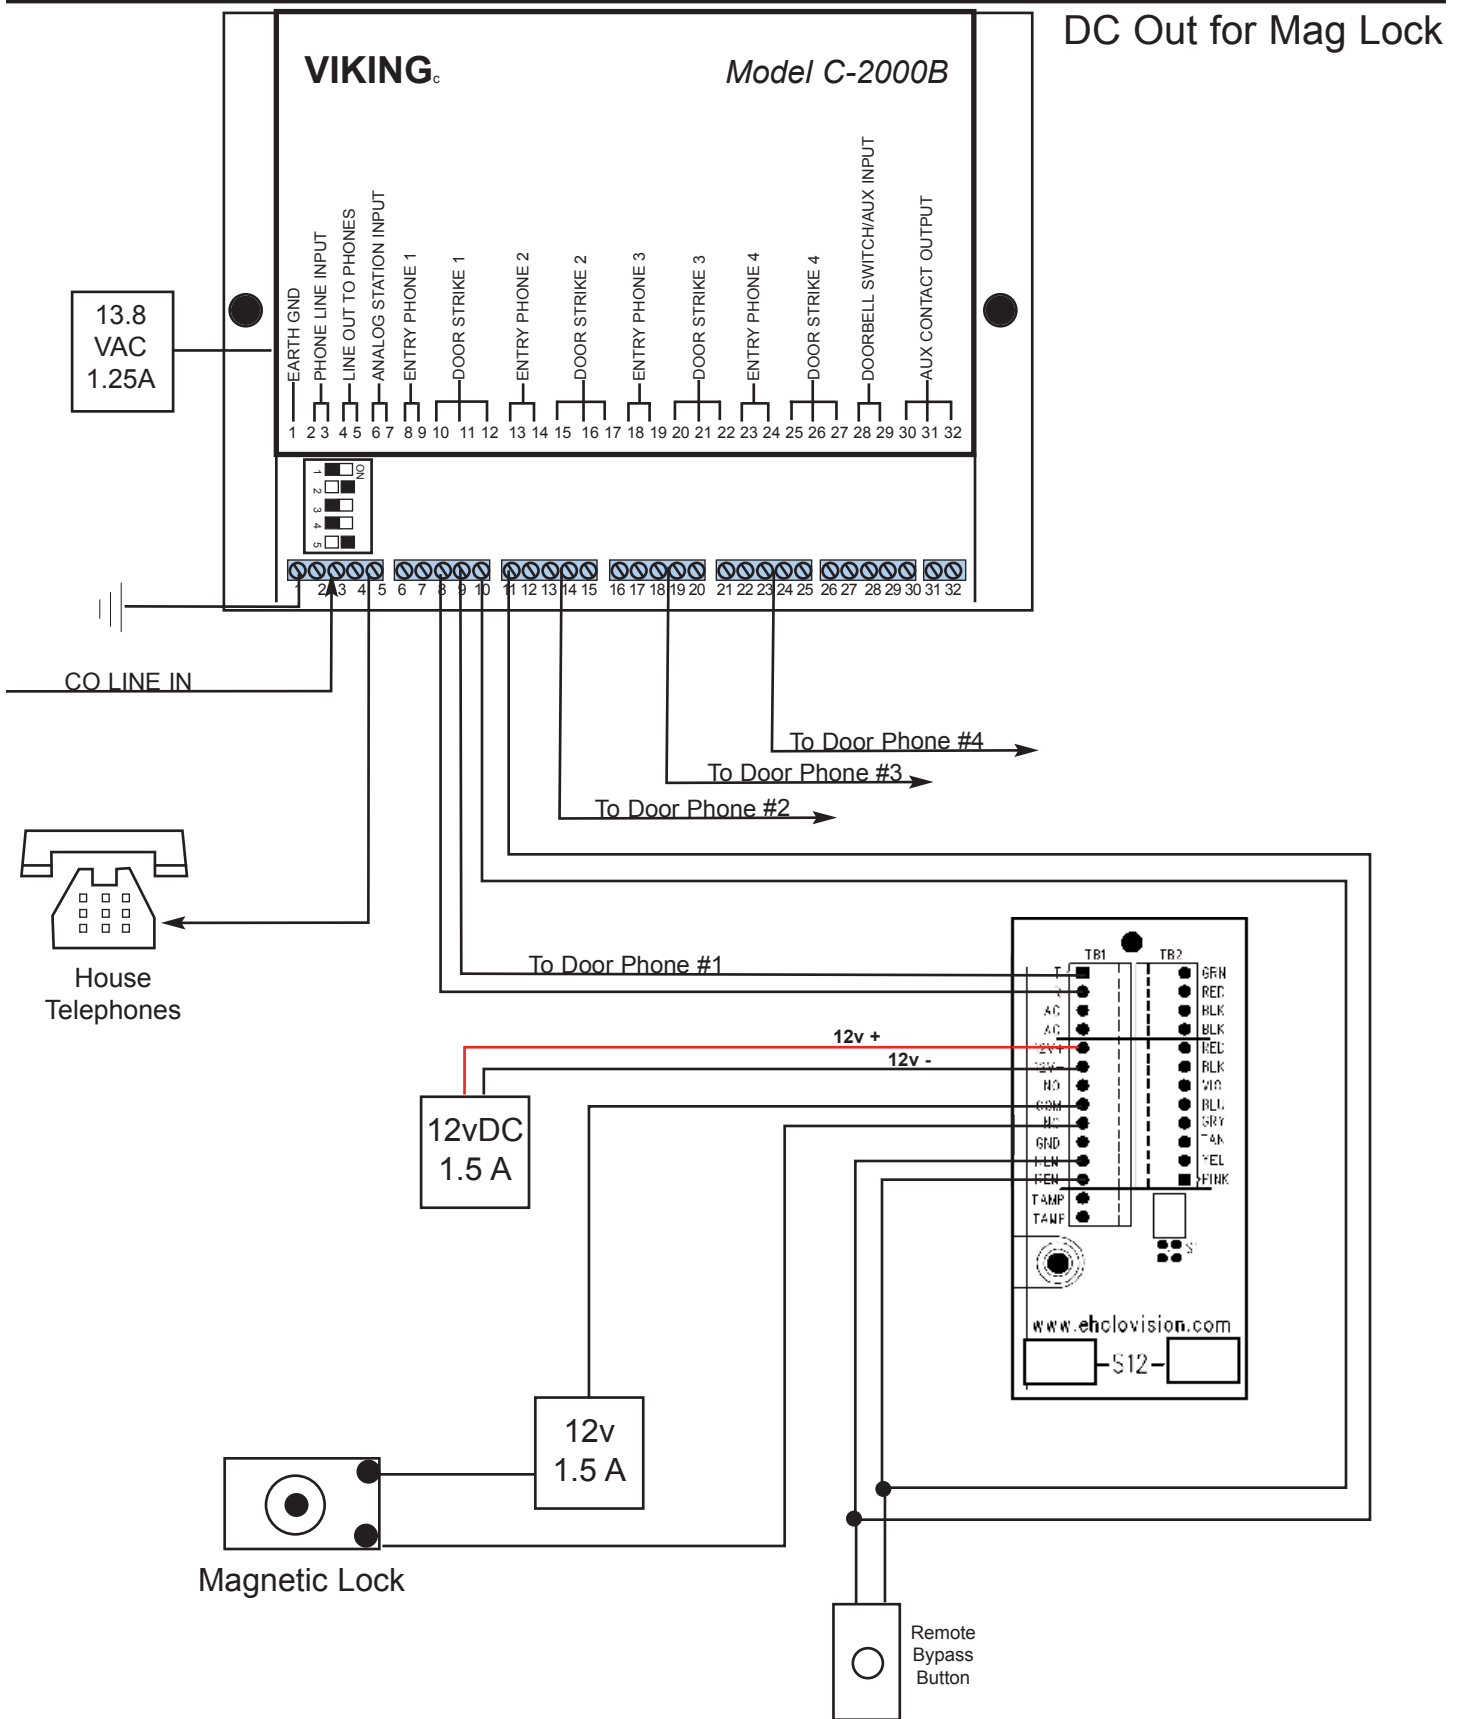 DC Out for Mag Lock
VIKING c
Model C-2000B
13.8
VAC
1.25A
EARTH GND
PHONE LINE INPUT
LINE OUT TO PHONES
ANALOG STATION INPUT
ENTRY PHONE 1
DOOR STRIKE 1
ENTRY PHONE 2
DOOR STRIKE 2
ENTRY PHONE 3
DOOR STRIKE 3
ENTRY PHONE 4
DOOR STRIKE 4
DOORBELL SWITCH/AUX INPUT
AUX CONTACT OUTPUT
1 2 3 4 5 6 7 8 9 10 11 12 13 14 15 16 17 18 19 20 21 22 23 24 25 26 27 28 29 30 31 32
ON
1
2
3
4
5
1 2 3 4 5 6 7 8 9 10 11 12 13 14 15 16 17 18 19 20 21 22 23 24 25 26 27 28 29 30 31 32
CO LINE IN
To Door Phone #4
To Door Phone #3
To Door Phone #2
House
Telephones
To Door Phone #1
12v +
12v -
12vDC
1.5 A
TB1 TB2
T GRN
RED
AC BLK
AC BLK
12V+ RED
12V- BLK
NO VIO
COM BLU
NC GRY
GND TAN
REN YEL
REN PINK
TAMP
TAMP
www.eholovision.com
S12
12v
1.5 A
Magnetic Lock
Remote
Bypass
Button